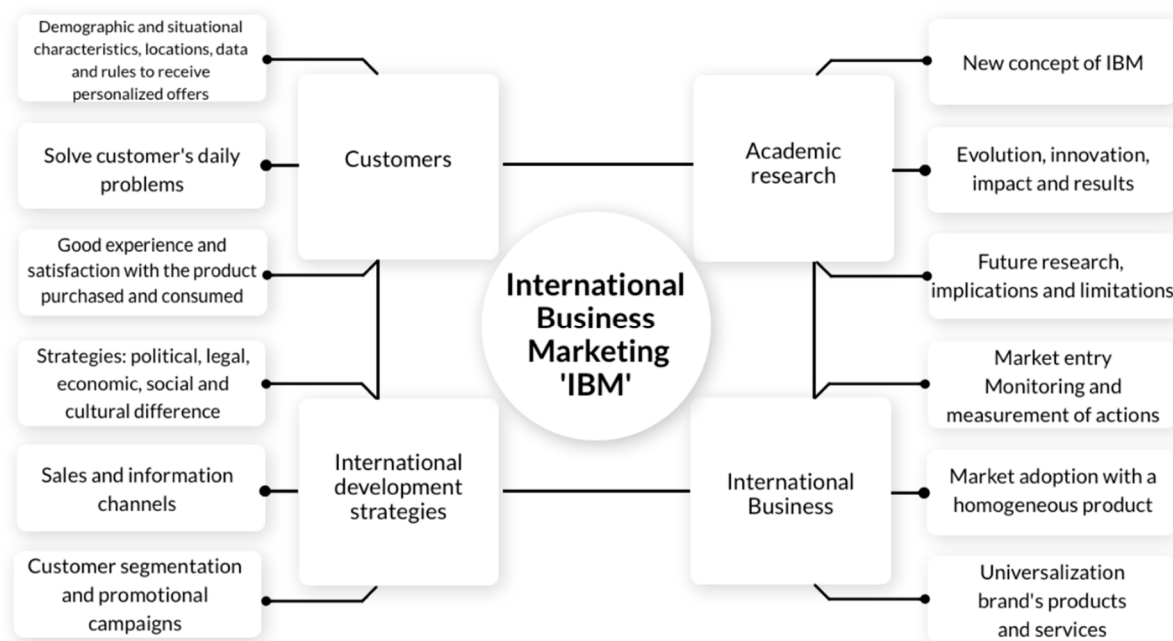 Demographic and situational
characteristics, locations, data
and rules to receive
personalized offers
Solve customer's daily
problems
Good experience and
satisfaction with the product
purchased and consumed
Strategies: political, legal,
economic, social and
cultural difference
Sales and information
channels
Customer segmentation
and promotional
campaigns
Customers
International
development
strategies
International
Business
Marketing
'IBM'
Academic
research
International
Business
New concept of IBM
Evolution, innovation,
impact and results
Future research,
implications and limitations
Market entry
Monitoring and
measurement of actions
Market adoption with a
homogeneous product
Universalization
brand's products
and services